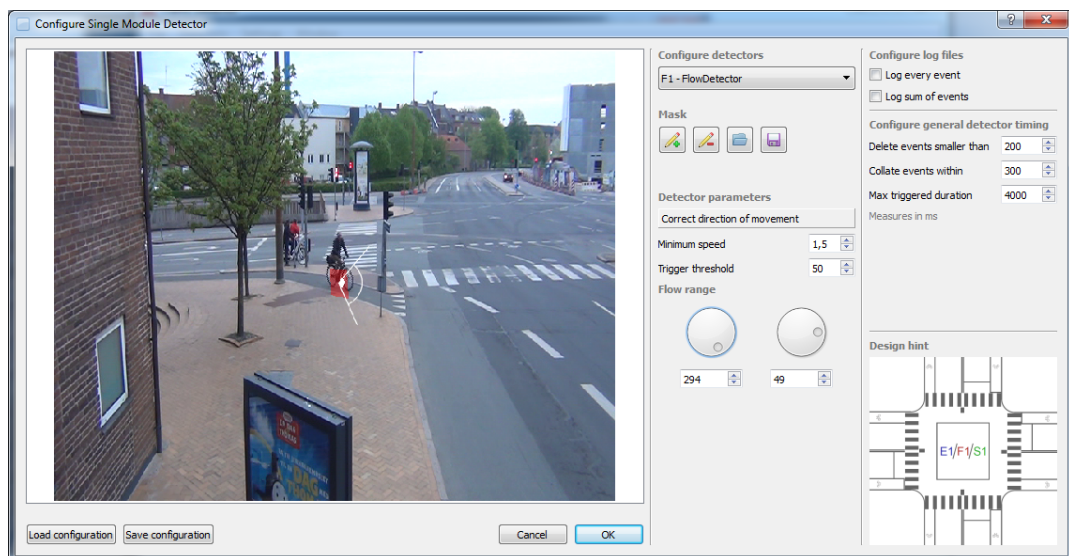 Configure Single Module Detector
?
X
Configure detectors
F1 - FlowDetector
Mask
Detector parameters
Correct direction of movement
Minimum speed 1,5
Trigger threshold 50
Flow range
294 49
Configure log files
Log every event
Log sum of events
Configure general detector timing
Delete events smaller than 200
Collate events within 300
Max triggered duration 4000
Measures in ms
Design hint
E1/F1/S1
DAG
Load configuration Save configuration Cancel OK